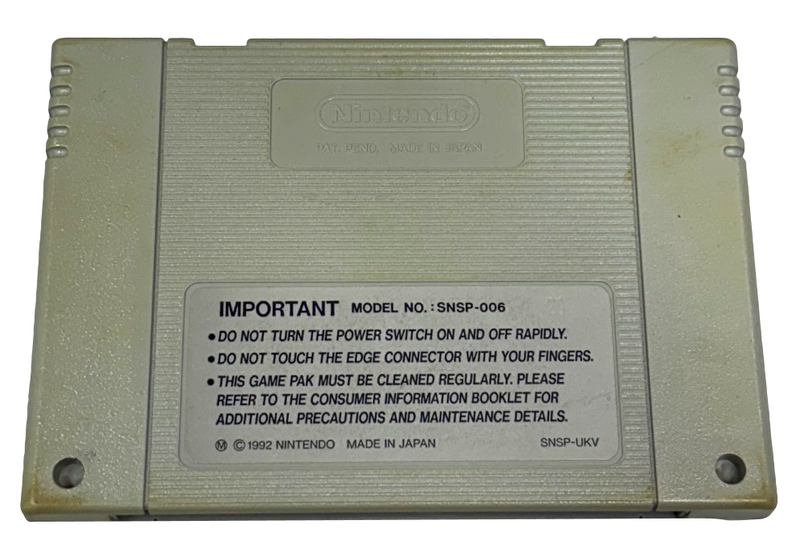 Nintendo
PAT. PEND. MADE IN JAPAN
IMPORTANT MODEL NO. : SNSP-006
● DO NOT TURN THE POWER SWITCH ON AND OFF RAPIDLY.
● DO NOT TOUCH THE EDGE CONNECTOR WITH YOUR FINGERS.
● THIS GAME PAK MUST BE CLEANED REGULARLY. PLEASE
REFER TO THE CONSUMER INFORMATION BOOKLET FOR
ADDITIONAL PRECAUTIONS AND MAINTENANCE DETAILS.
Ⓜ © 1992 NINTENDO MADE IN JAPAN SNSP-UKV